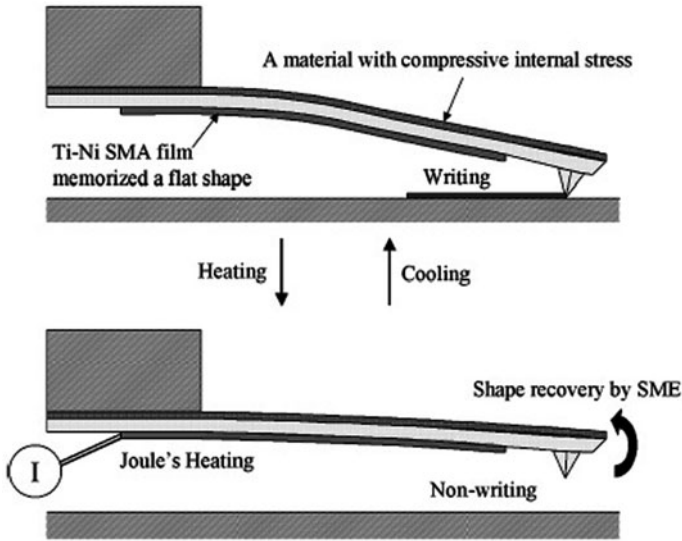 A material with compressive internal stress
Ti-Ni SMA film
memorized a flat shape
Writing
Heating
Cooling
Shape recovery by SME
I
Joule's Heating
Non-writing